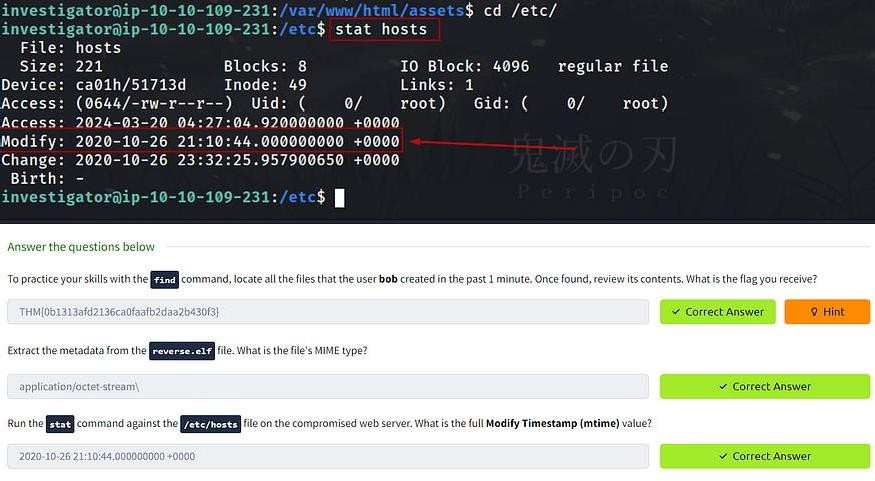 investigator@ip-10-10-109-231:/var/www/html/assets$ cd /etc/
investigator@ip-10-10-109-231:/etc$ stat hosts
File: hosts
Size: 221 Blocks: 8 IO Block: 4096 regular file
Device: ca01h/51713d Inode: 49 Links: 1
Access: (0644/-rw-r--r--) Uid: ( 0/ root) Gid: ( 0/ root)
Access: 2024-03-20 04:27:04.920000000 +0000
Modify: 2020-10-26 21:10:44.000000000 +0000
Change: 2020-10-26 23:32:25.957900650 +0000
Birth: -
investigator@ip-10-10-109-231:/etc$
鬼滅の刃
Peripoc
Answer the questions below
To practice your skills with the find command, locate all the files that the user bob created in the past 1 minute. Once found, review its contents. What is the flag you receive?
THM{0b1313afd2136ca0faafb2daa2b430f3}
✓ Correct Answer
Hint
Extract the metadata from the reverse.elf file. What is the file's MIME type?
application/octet-stream\
✓ Correct Answer
Run the stat command against the /etc/hosts file on the compromised web server. What is the full Modify Timestamp (mtime) value?
2020-10-26 21:10:44.000000000 +0000
✓ Correct Answer